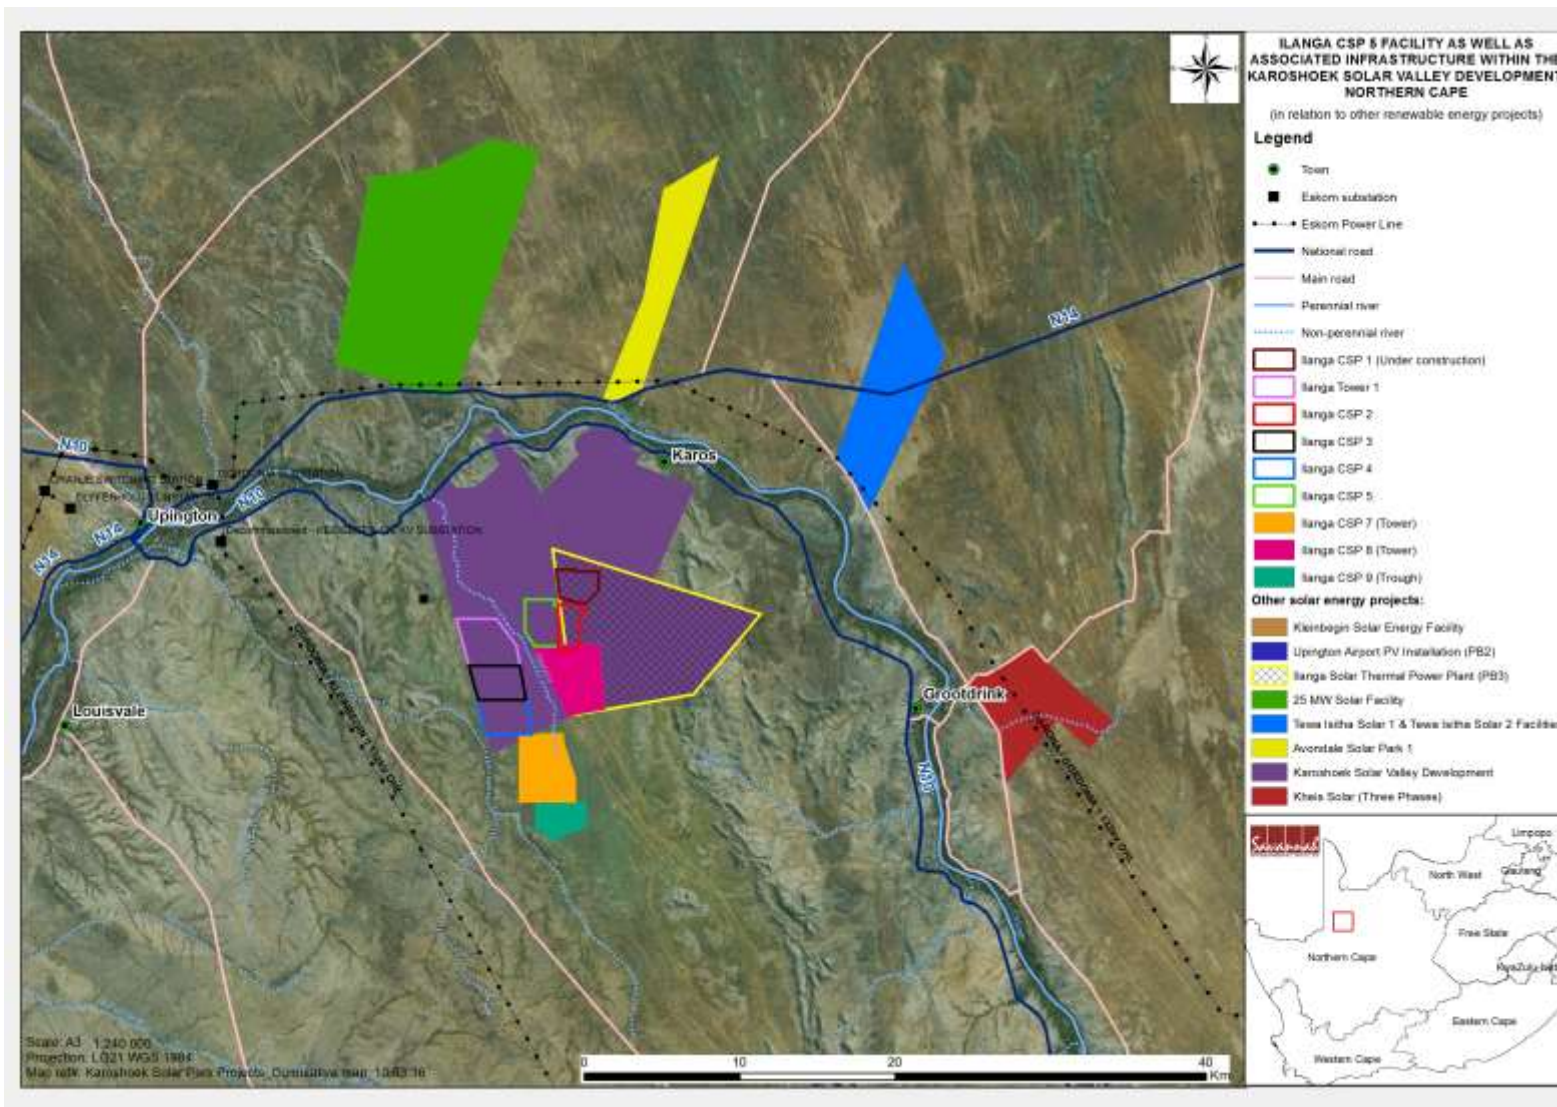 ILANGA CSP 5 FACILITY AS WELL AS
ASSOCIATED INFRASTRUCTURE WITHIN THE
KAROSHOEK SOLAR VALLEY DEVELOPMENT
NORTHERN CAPE
(in relation to other renewable energy projects)
Legend
Town
Eskom substation
Eskom Power Line
National road
Main road
Perennial river
Non-perennial river
Ilanga CSP 1 (Under construction)
Ilanga Tower 1
Ilanga CSP 2
Ilanga CSP 3
Ilanga CSP 4
Ilanga CSP 5
Ilanga CSP 7 (Tower)
Ilanga CSP 8 (Tower)
Ilanga CSP 9 (Trough)
Other solar energy projects:
Kleinbegin Solar Energy Facility
Upington Airport PV Installation (PB2)
Ilanga Solar Thermal Power Plant (PB3)
25 MW Solar Facility
Tewa Isitha Solar 1 & Tewa Isitha Solar 2 Facilitie
Avondale Solar Park 1
Karoshoek Solar Valley Development
Kheis Solar (Three Phases)
N14
N10
Karos
N10
Upington
N14
N14
Grootdrink
Louisvale
N10
Savannah
Limpopo
North West
Gauteng
Free State
Northern Cape
Eastern Cape
Western Cape
Scale: A3 1:240 000
Projection: LO21 WGS 1984
0 10 20 40
Km